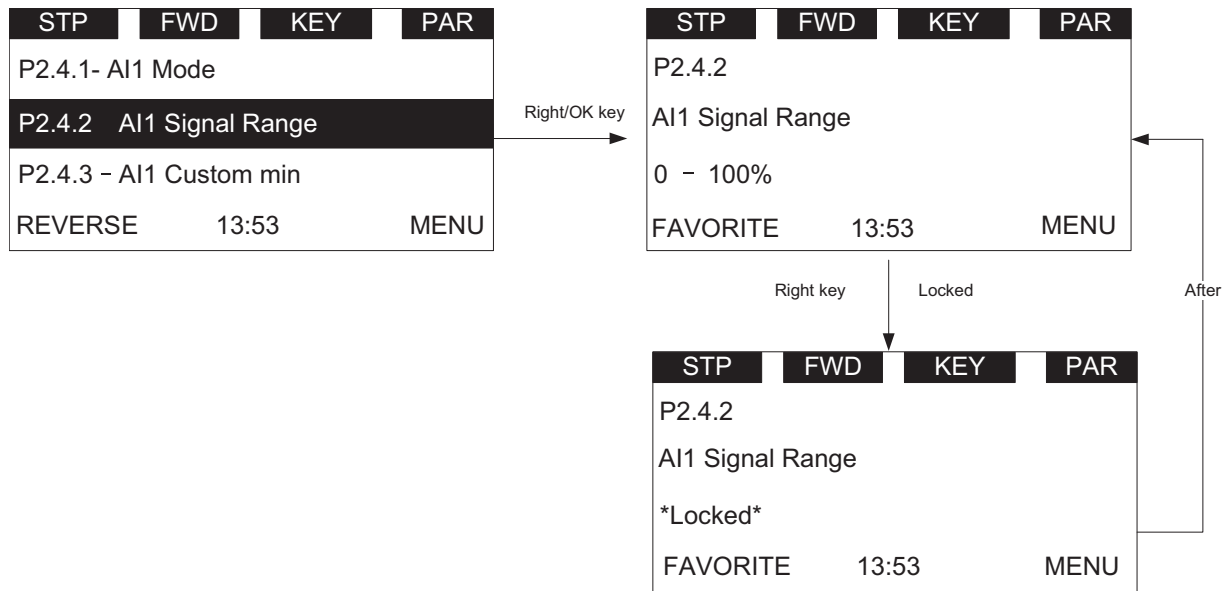 STP FWD KEY PAR
P2.4.1- AI1 Mode
P2.4.2 AI1 Signal Range
P2.4.3 - AI1 Custom min
REVERSE 13:53 MENU
Right/OK key
STP FWD KEY PAR
P2.4.2
AI1 Signal Range
0 - 100%
FAVORITE 13:53 MENU
Right key Locked
After
STP FWD KEY PAR
P2.4.2
AI1 Signal Range
*Locked*
FAVORITE 13:53 MENU